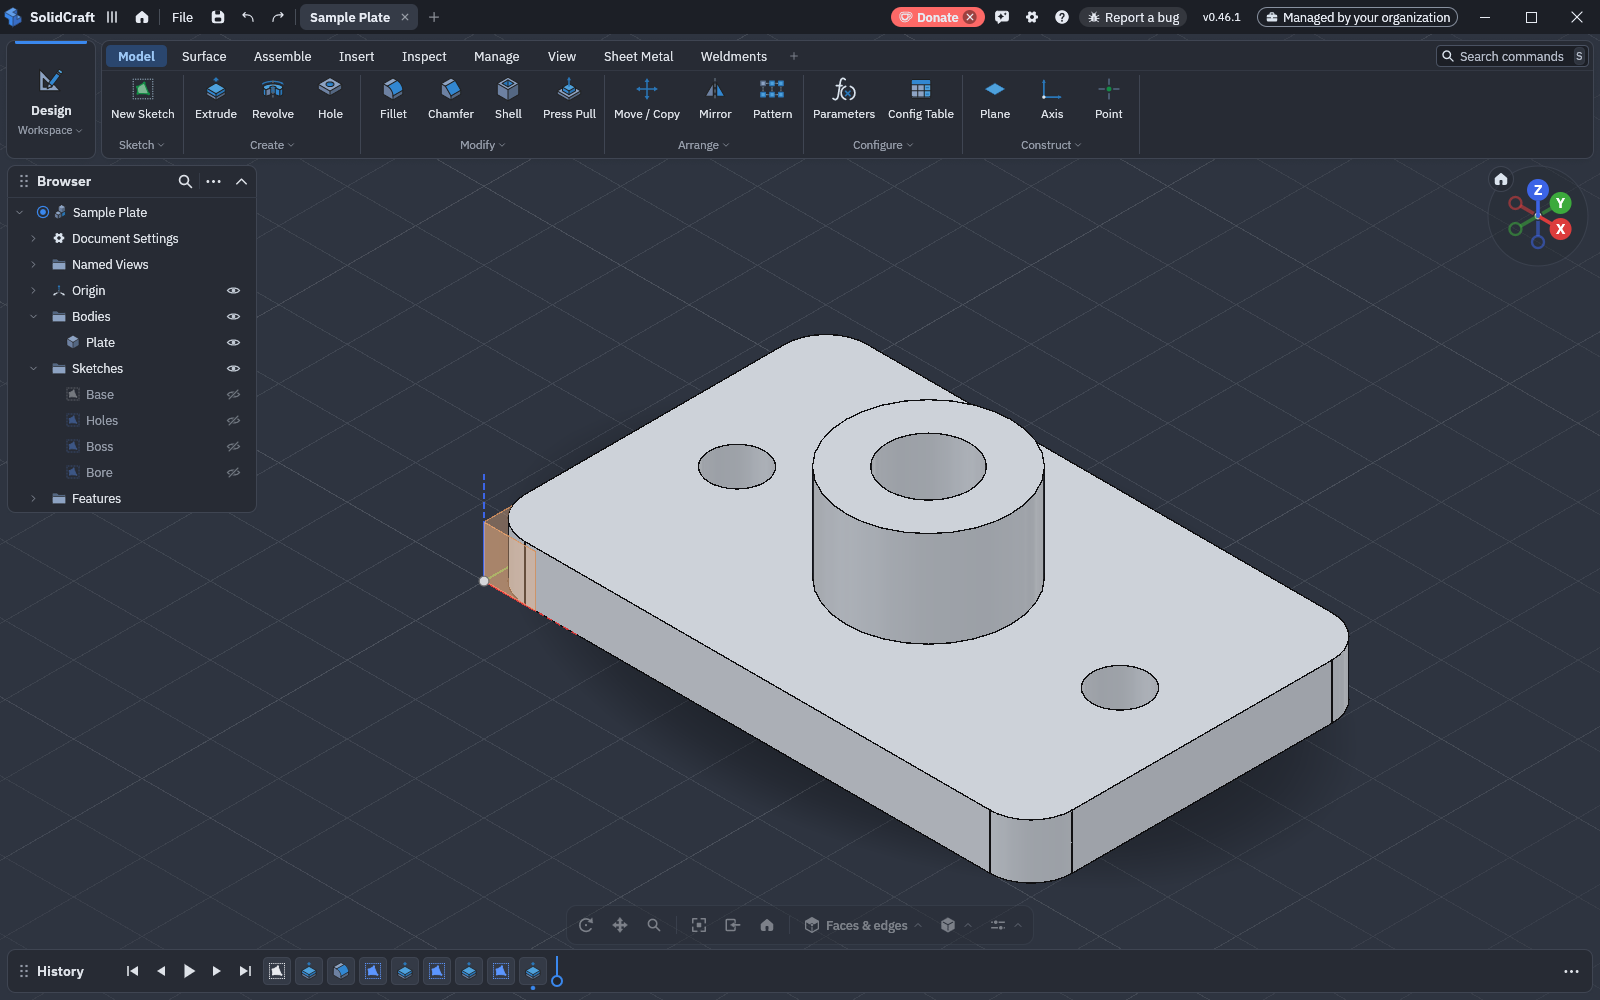 SolidCraft
File
Sample Plate
Donate
Report a bug
v0.46.1
Managed by your organization
Design
Workspace
Model
Surface
Assemble
Insert
Inspect
Manage
View
Sheet Metal
Weldments
Search commands
S
New Sketch
Extrude
Revolve
Hole
Fillet
Chamfer
Shell
Press Pull
Move / Copy
Mirror
Pattern
Parameters
Config Table
Plane
Axis
Point
Sketch
Create
Modify
Arrange
Configure
Construct
Browser
Sample Plate
Document Settings
Named Views
Origin
Bodies
Plate
Sketches
Base
Holes
Boss
Bore
Features
Z
Y
X
Faces & edges
History